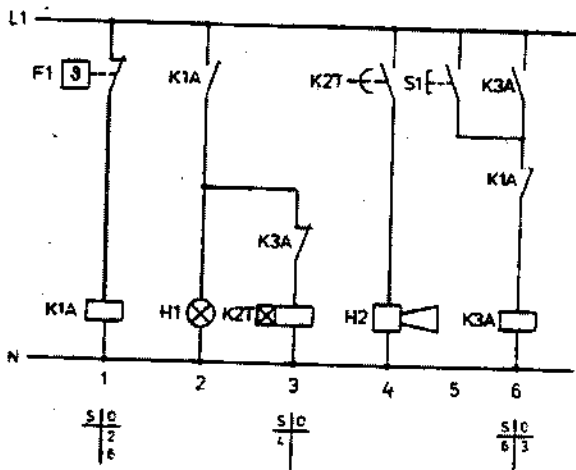 L1
F1 ϑ K1A K2T S1 K3A
K1A
K3A
K1A H1 K2T H2 K3A
N
1 2 3 4 5 6
S O S O S O
2 4 6 3
6